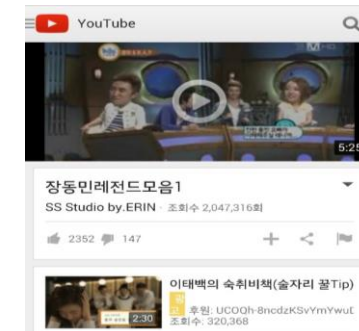 YouTube
5:25
장동민레전드모음1
SS Studio by.ERIN · 조회수 2,047,316회
2352 147
이태백의 숙취비책(술자리 꿀Tip)
광고 후원: UCOQh-8ncdzKSvYmYwuL
2:30
조회수: 320,368